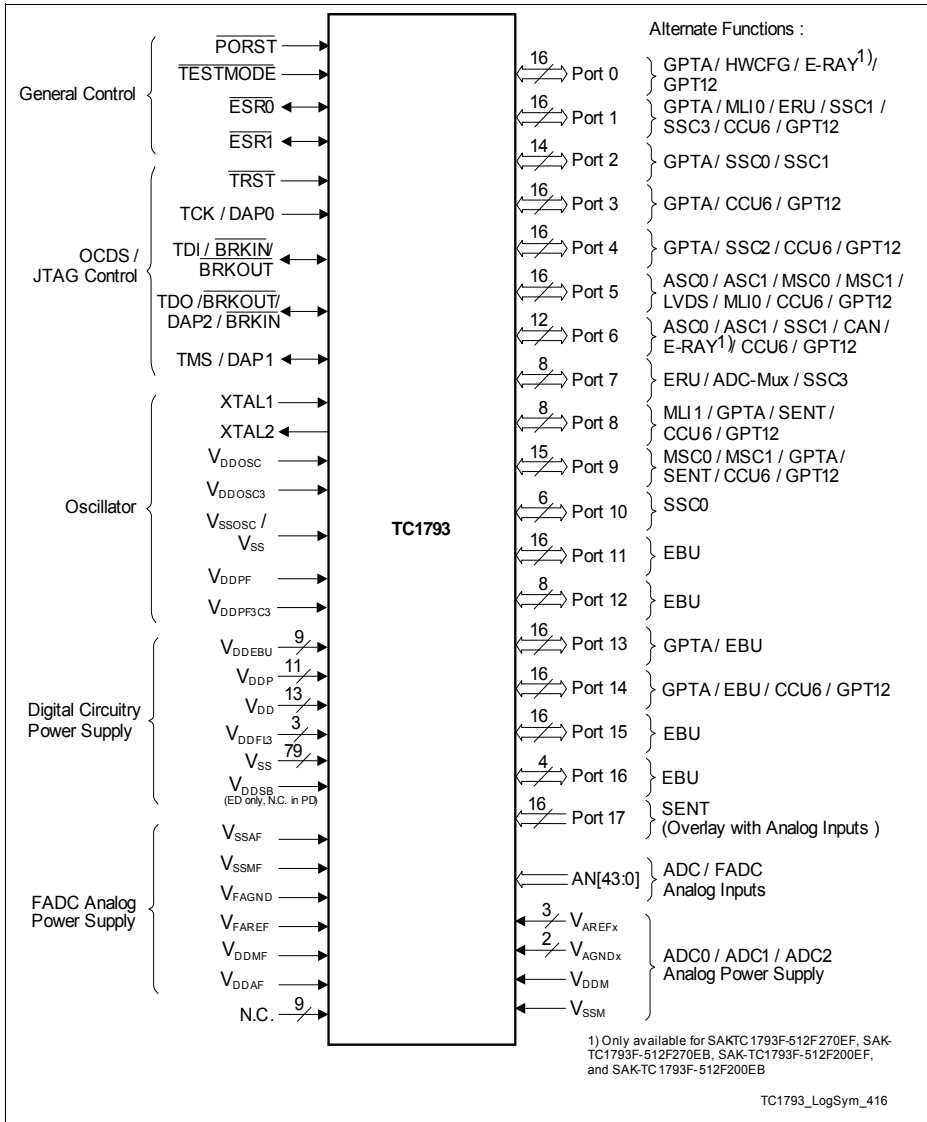 Alternate Functions :
General Control
PORST
TESTMODE
ESR0
ESR1
OCDS /
JTAG Control
TRST
TCK / DAP0
TDI / BRKIN/
BRKOUT
TDO / BRKOUT/
DAP2 / BRKIN
TMS / DAP1
Oscillator
XTAL1
XTAL2
VDDOSC
VDDOSC3
VSSOSC /
VSS
VDDPF
VDDPF3C3
Digital Circuitry
Power Supply
VDDEBU 9
VDDP 11
VDD 13
VDDFL3 3
VSS 79
VDDSB
(ED only, N.C. in PD)
FADC Analog
Power Supply
VSSAF
VSSMF
VFAGND
VFAREF
VDDMF
VDDAF
N.C. 9
TC1793
16 Port 0 GPTA / HWCFG / E-RAY1)/
GPT12
16 Port 1 GPTA / MLI0 / ERU / SSC1 /
SSC3 / CCU6 / GPT12
14 Port 2 GPTA / SSC0 / SSC1
16 Port 3 GPTA / CCU6 / GPT12
16 Port 4 GPTA / SSC2 / CCU6 / GPT12
16 Port 5 ASC0 / ASC1 / MSC0 / MSC1 /
LVDS / MLI0 / CCU6 / GPT12
12 Port 6 ASC0 / ASC1 / SSC1 / CAN /
E-RAY1)/ CCU6 / GPT12
8 Port 7 ERU / ADC-Mux / SSC3
8 Port 8 MLI1 / GPTA / SENT /
CCU6 / GPT12
15 Port 9 MSC0 / MSC1 / GPTA /
SENT / CCU6 / GPT12
6 Port 10 SSC0
16 Port 11 EBU
8 Port 12 EBU
16 Port 13 GPTA / EBU
16 Port 14 GPTA / EBU / CCU6 / GPT12
16 Port 15 EBU
4 Port 16 EBU
16 Port 17 SENT
(Overlay with Analog Inputs )
AN[43:0] ADC / FADC
Analog Inputs
3 VAREFx
2 VAGNDx
VDDM
VSSM
ADC0 / ADC1 / ADC2
Analog Power Supply
1) Only available for SAKTC1793F-512F270EF, SAK-
TC1793F-512F270EB, SAK-TC1793F-512F200EF,
and SAK-TC1793F-512F200EB
TC1793_LogSym_416